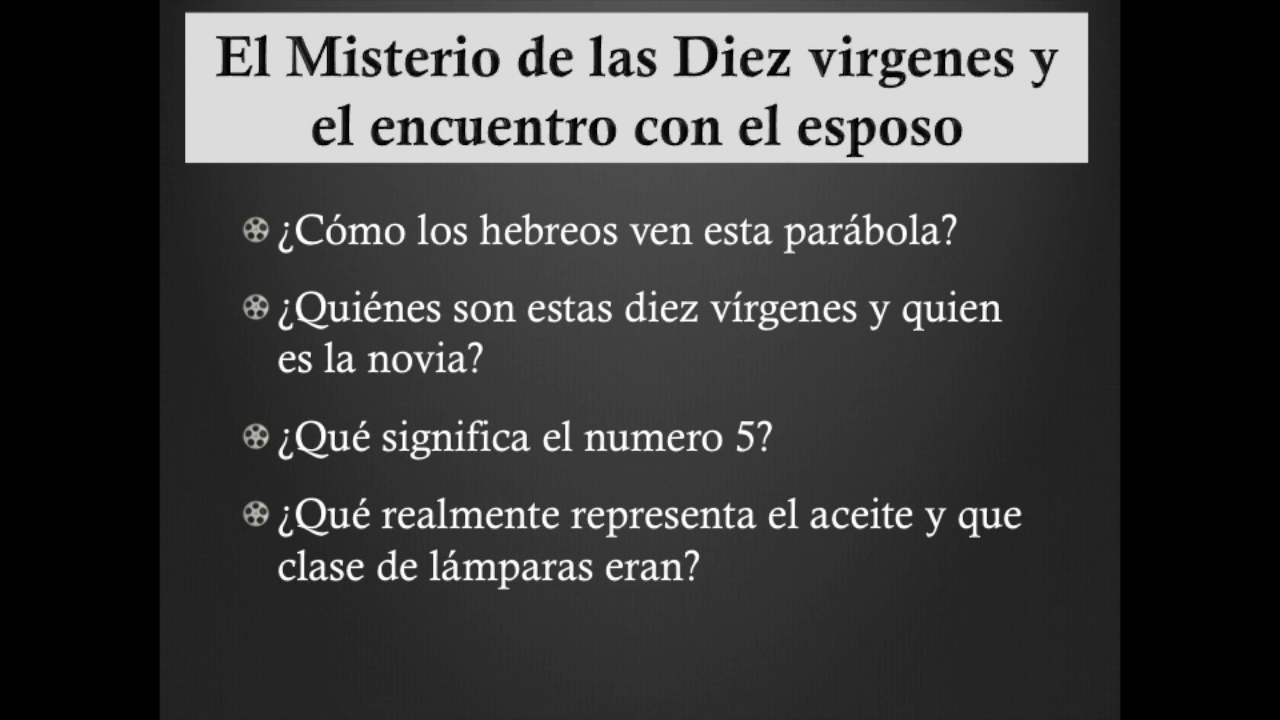 El Misterio de las Diez virgenes y
el encuentro con el esposo
¿Cómo los hebreos ven esta parábola?
¿Quiénes son estas diez vírgenes y quien
es la novia?
¿Qué significa el numero 5?
¿Qué realmente representa el aceite y que
clase de lámparas eran?